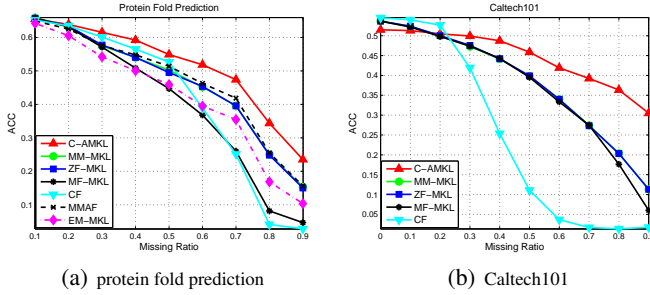 Protein Fold Prediction
0.6
0.5
0.4
0.3
0.2
0.1
ACC
C-AMKL
MM-MKL
ZF-MKL
MF-MKL
CF
MMAF
EM-MKL
0.1 0.2 0.3 0.4 0.5 0.6 0.7 0.8 0.9
Missing Ratio
(a) protein fold prediction
Caltech101
0.5
0.45
0.4
0.35
0.3
0.25
0.2
0.15
0.1
0.05
ACC
C-AMKL
MM-MKL
ZF-MKL
MF-MKL
CF
0 0.1 0.2 0.3 0.4 0.5 0.6 0.7 0.8
Missing Ratio
(b) Caltech101